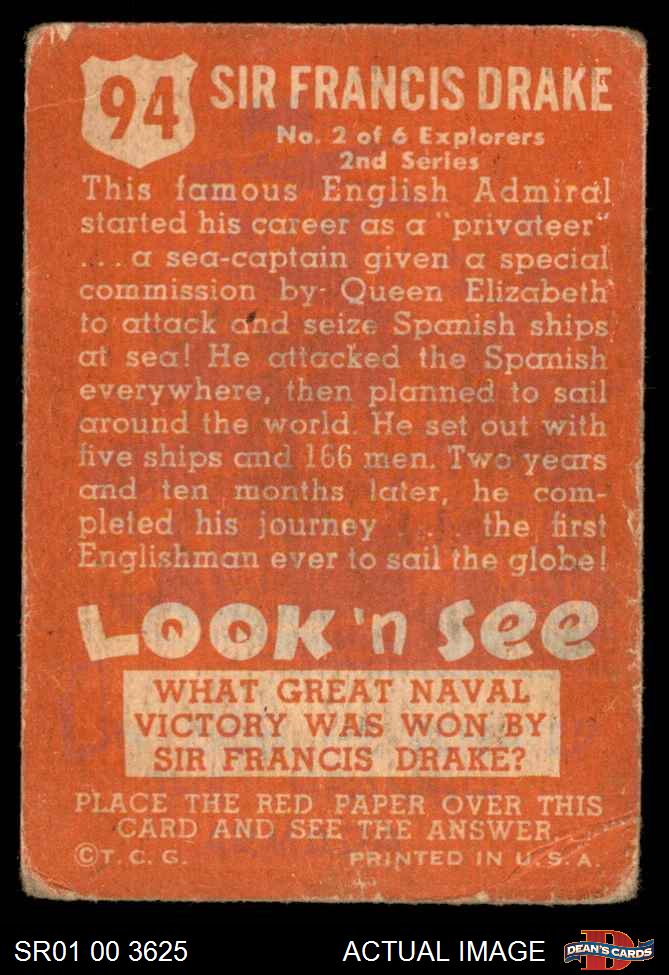 94
SIR FRANCIS DRAKE
No. 2 of 6 Explorers
2nd Series
This famous English Admiral
started his career as a "privateer"
... a sea-captain given a special
commission by Queen Elizabeth
to attack and seize Spanish ships
at sea! He attacked the Spanish
everywhere, then planned to sail
around the world. He set out with
five ships and 166 men. Two years
and ten months later, he com-
pleted his journey ... the first
Englishman ever to sail the globe!
LOOK 'n See
WHAT GREAT NAVAL
VICTORY WAS WON BY
SIR FRANCIS DRAKE?
PLACE THE RED PAPER OVER THIS
CARD AND SEE THE ANSWER.
©T. C. G. PRINTED IN U. S. A.
SR01 00 3625 ACTUAL IMAGE
D
DEAN'S CARDS